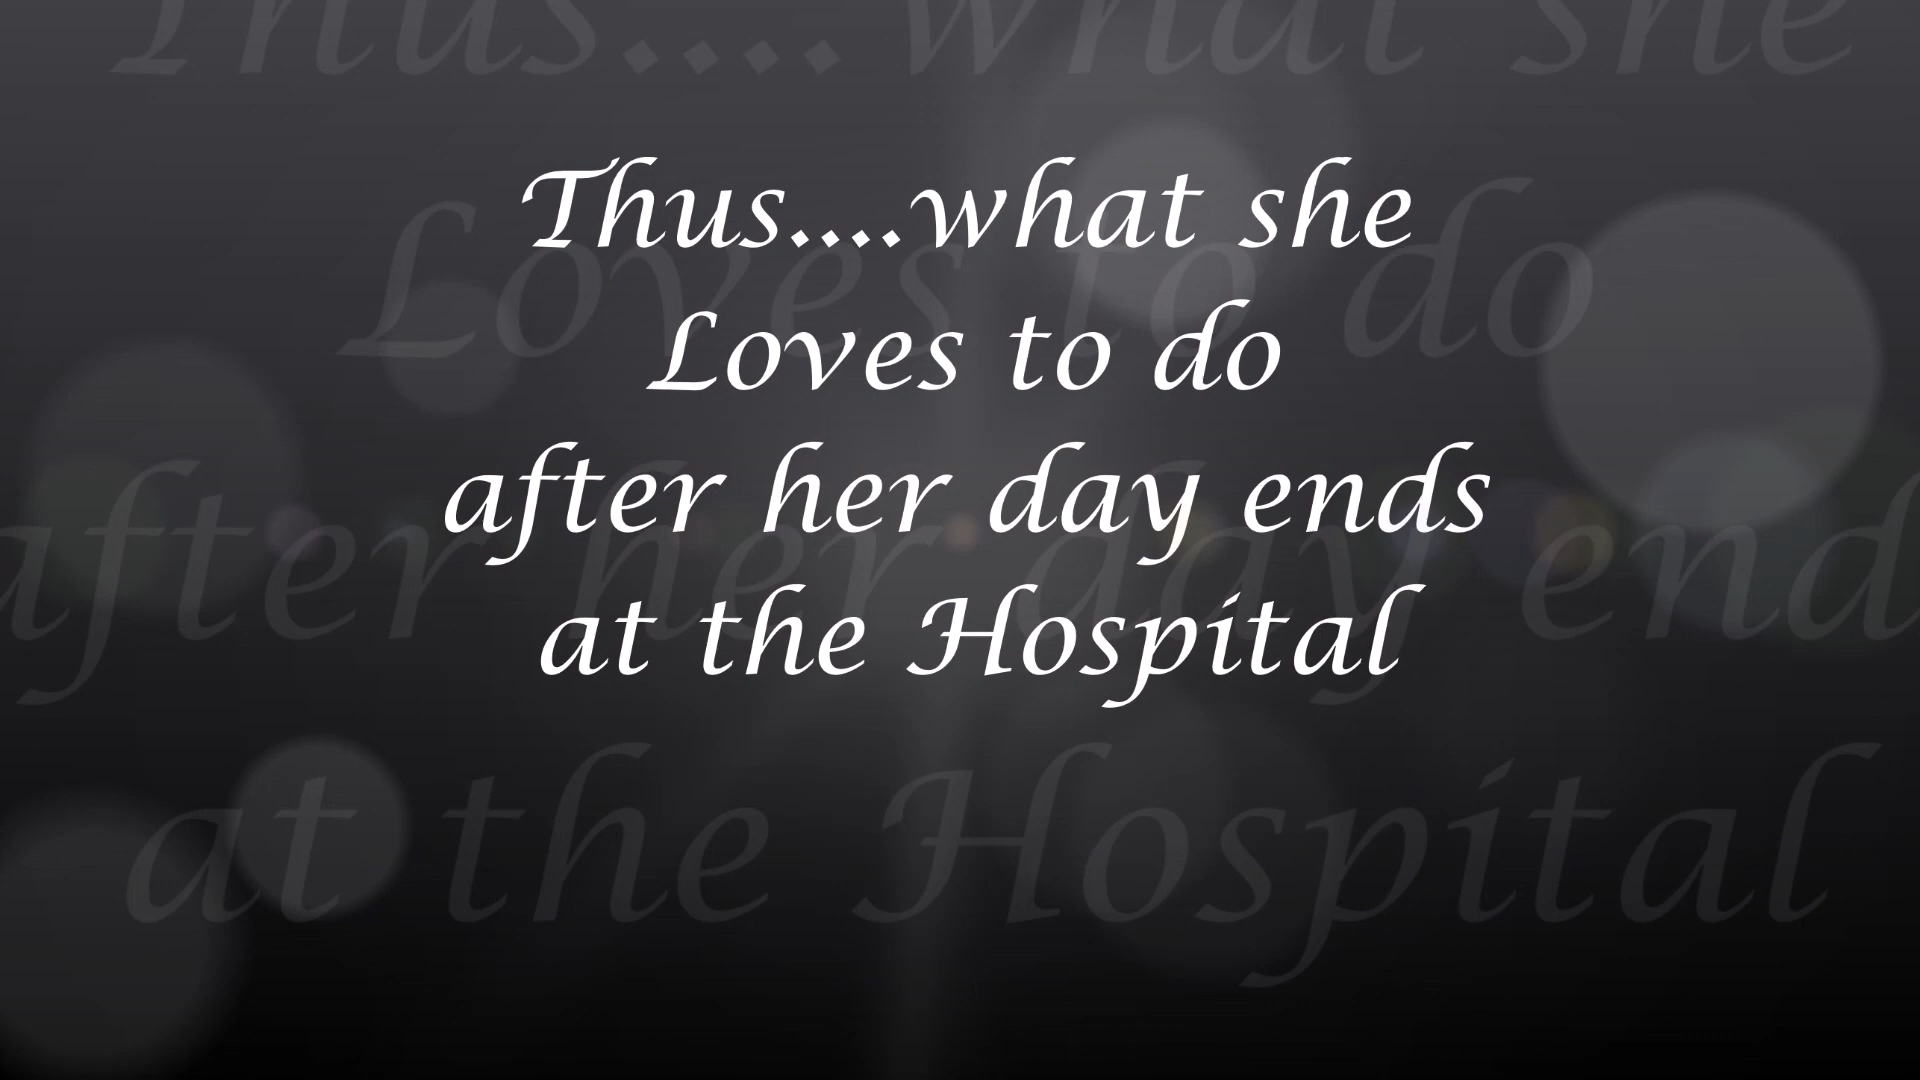 Thus....what she
Loves to do
after her day ends
at the Hospital